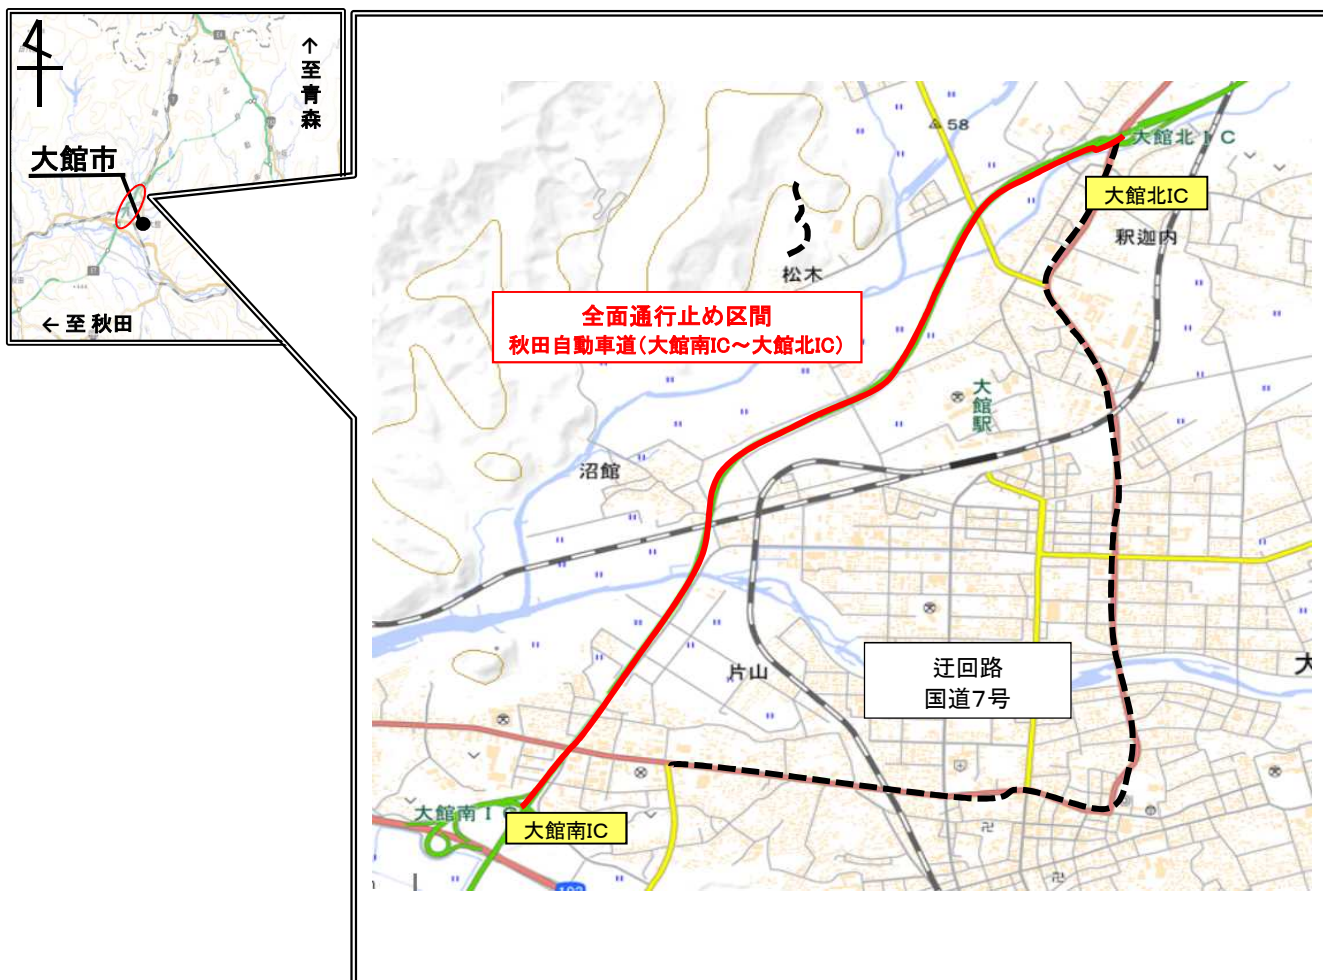 ↑至青森
大館市
←至 秋田
58
大館北ＩＣ
大館北IC
釈迦内
松木
全面通行止め区間
秋田自動車道(大館南IC～大館北IC)
大館駅
沼館
片山
迂回路
国道7号
大
大館南Ｉ
大館南IC